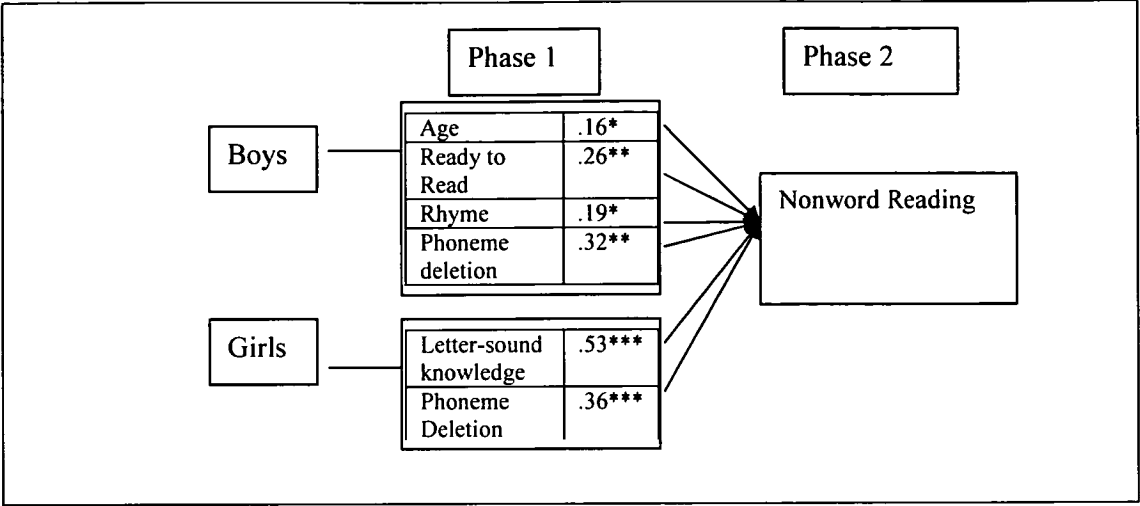 Phase 1
Phase 2
Boys
Age .16*
Ready to .26**
Read
Rhyme .19*
Phoneme .32**
deletion
Nonword Reading
Girls
Letter-sound .53***
knowledge
Phoneme .36***
Deletion